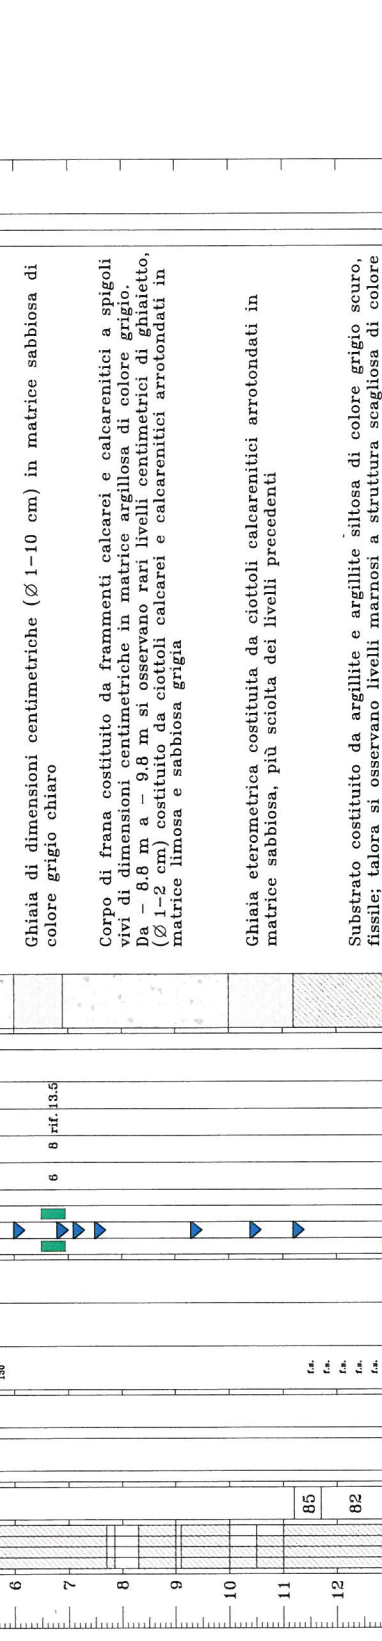 Ghiaia di dimensioni centimetriche (Ø 1-10 cm) in matrice sabbiosa di
colore grigio chiaro
Corpo di frana costituito da frammenti calcarei e calcarenitici a spigoli
vivi di dimensioni centimetriche in matrice argillosa di colore grigio.
Da - 8.8 m a - 9.8 m si osservano rari livelli centimetrici di ghiaietto,
(Ø 1-2 cm) costituito da ciottoli calcarei e calcarenitici arrotondati in
matrice limosa e sabbiosa grigia
Ghiaia eterometrica costituita da ciottoli calcarenitici arrotondati in
matrice sabbiosa, più sciolta dei livelli precedenti
Substrato costituito da argillite e argillite siltosa di colore grigio scuro,
fissile; talora si osservano livelli marnosi a struttura scagliosa di colore
6 8 rif. 13.5
130
f.s.
f.s.
f.s.
f.s.
f.s.
85
82
6
7
8
9
10
11
12